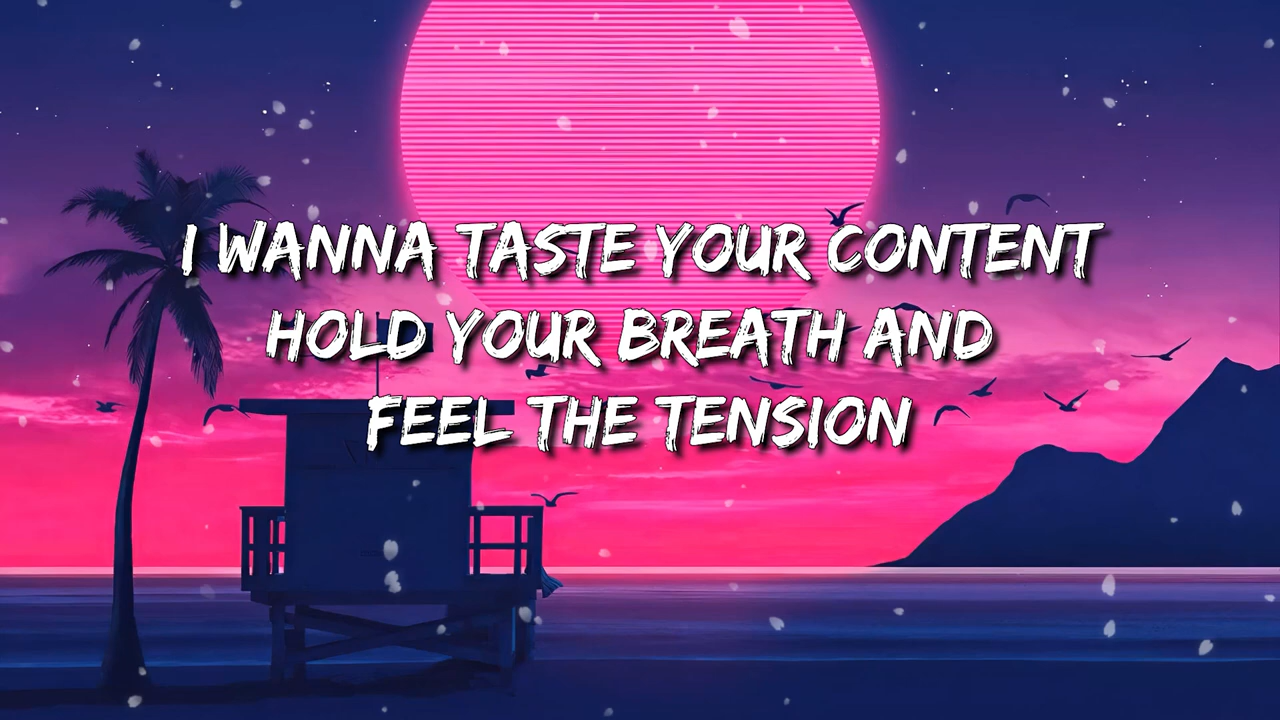 I WANNA TASTE YOUR CONTENT
HOLD YOUR BREATH AND
FEEL THE TENSION